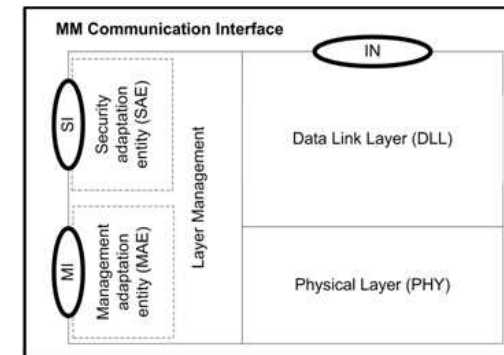 MM Communication Interface
IN
SI
Security
adaptation
entity (SAE)
Layer Management
Data Link Layer (DLL)
MI
Management
adaptation
entity (MAE)
Physical Layer (PHY)